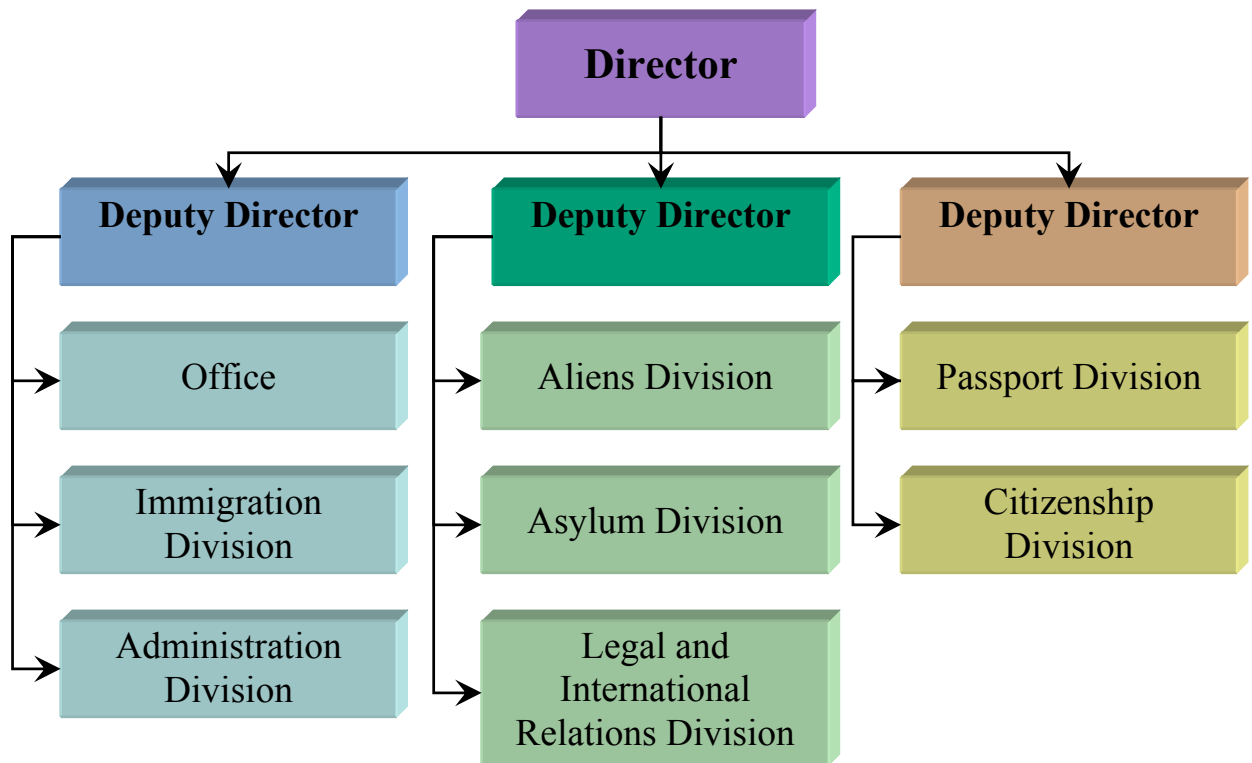 Director
Deputy Director
Deputy Director
Deputy Director
Office
Aliens Division
Passport Division
Immigration
Division
Asylum Division
Citizenship
Division
Administration
Division
Legal and
International
Relations Division